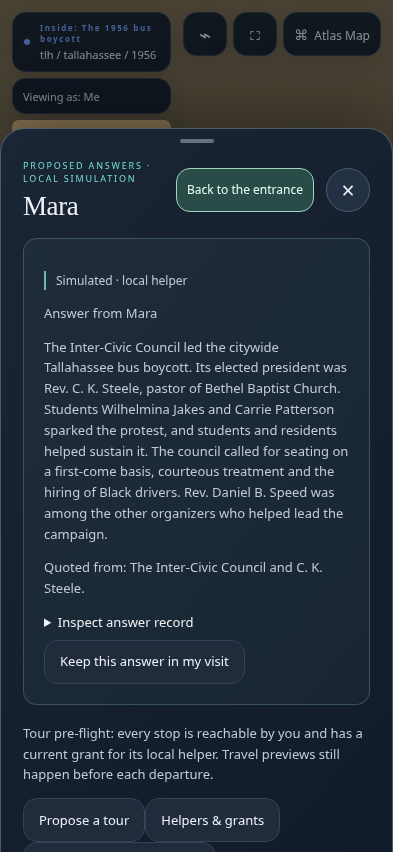 Inside: The 1956 bus
boycott
tlh / tallahassee / 1956
⌘ Atlas Map
Viewing as: Me
PROPOSED ANSWERS ·
LOCAL SIMULATION
Mara
Back to the entrance
×
Simulated · local helper
Answer from Mara
The Inter-Civic Council led the citywide
Tallahassee bus boycott. Its elected president was
Rev. C. K. Steele, pastor of Bethel Baptist Church.
Students Wilhelmina Jakes and Carrie Patterson
sparked the protest, and students and residents
helped sustain it. The council called for seating on
a first-come basis, courteous treatment and the
hiring of Black drivers. Rev. Daniel B. Speed was
among the other organizers who helped lead the
campaign.
Quoted from: The Inter-Civic Council and C. K.
Steele.
▶ Inspect answer record
Keep this answer in my visit
Tour pre-flight: every stop is reachable by you and has a
current grant for its local helper. Travel previews still
happen before each departure.
Propose a tour
Helpers & grants